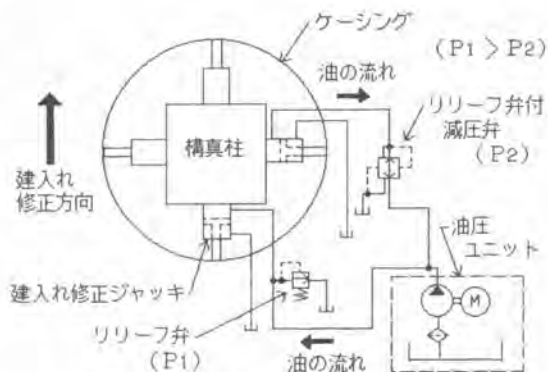 ケーシング
(P1 > P2)
油の流れ
リリーフ弁付
減圧弁
(P2)
構真柱
建入れ
修正方向
油圧
ユニット
建入れ修正ジャッキ
M
リリーフ弁
(P1)
油の流れ